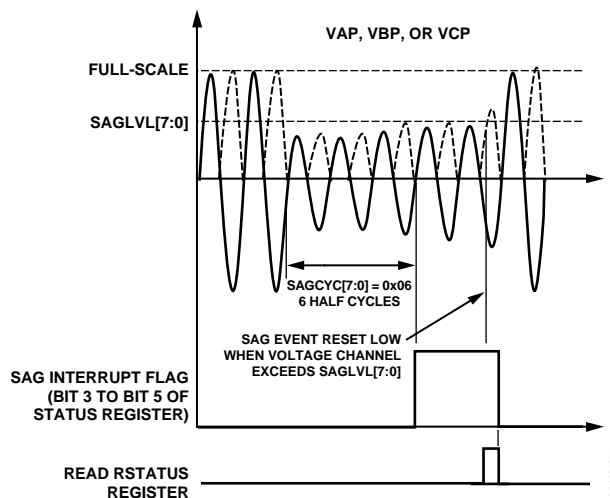 VAP, VBP, OR VCP
FULL-SCALE
SAGLVL[7:0]
SAGCYC[7:0] = 0x06
6 HALF CYCLES
SAG EVENT RESET LOW
WHEN VOLTAGE CHANNEL
EXCEEDS SAGLVL[7:0]
SAG INTERRUPT FLAG
(BIT 3 TO BIT 5 OF
STATUS REGISTER)
READ RSTATUS
REGISTER